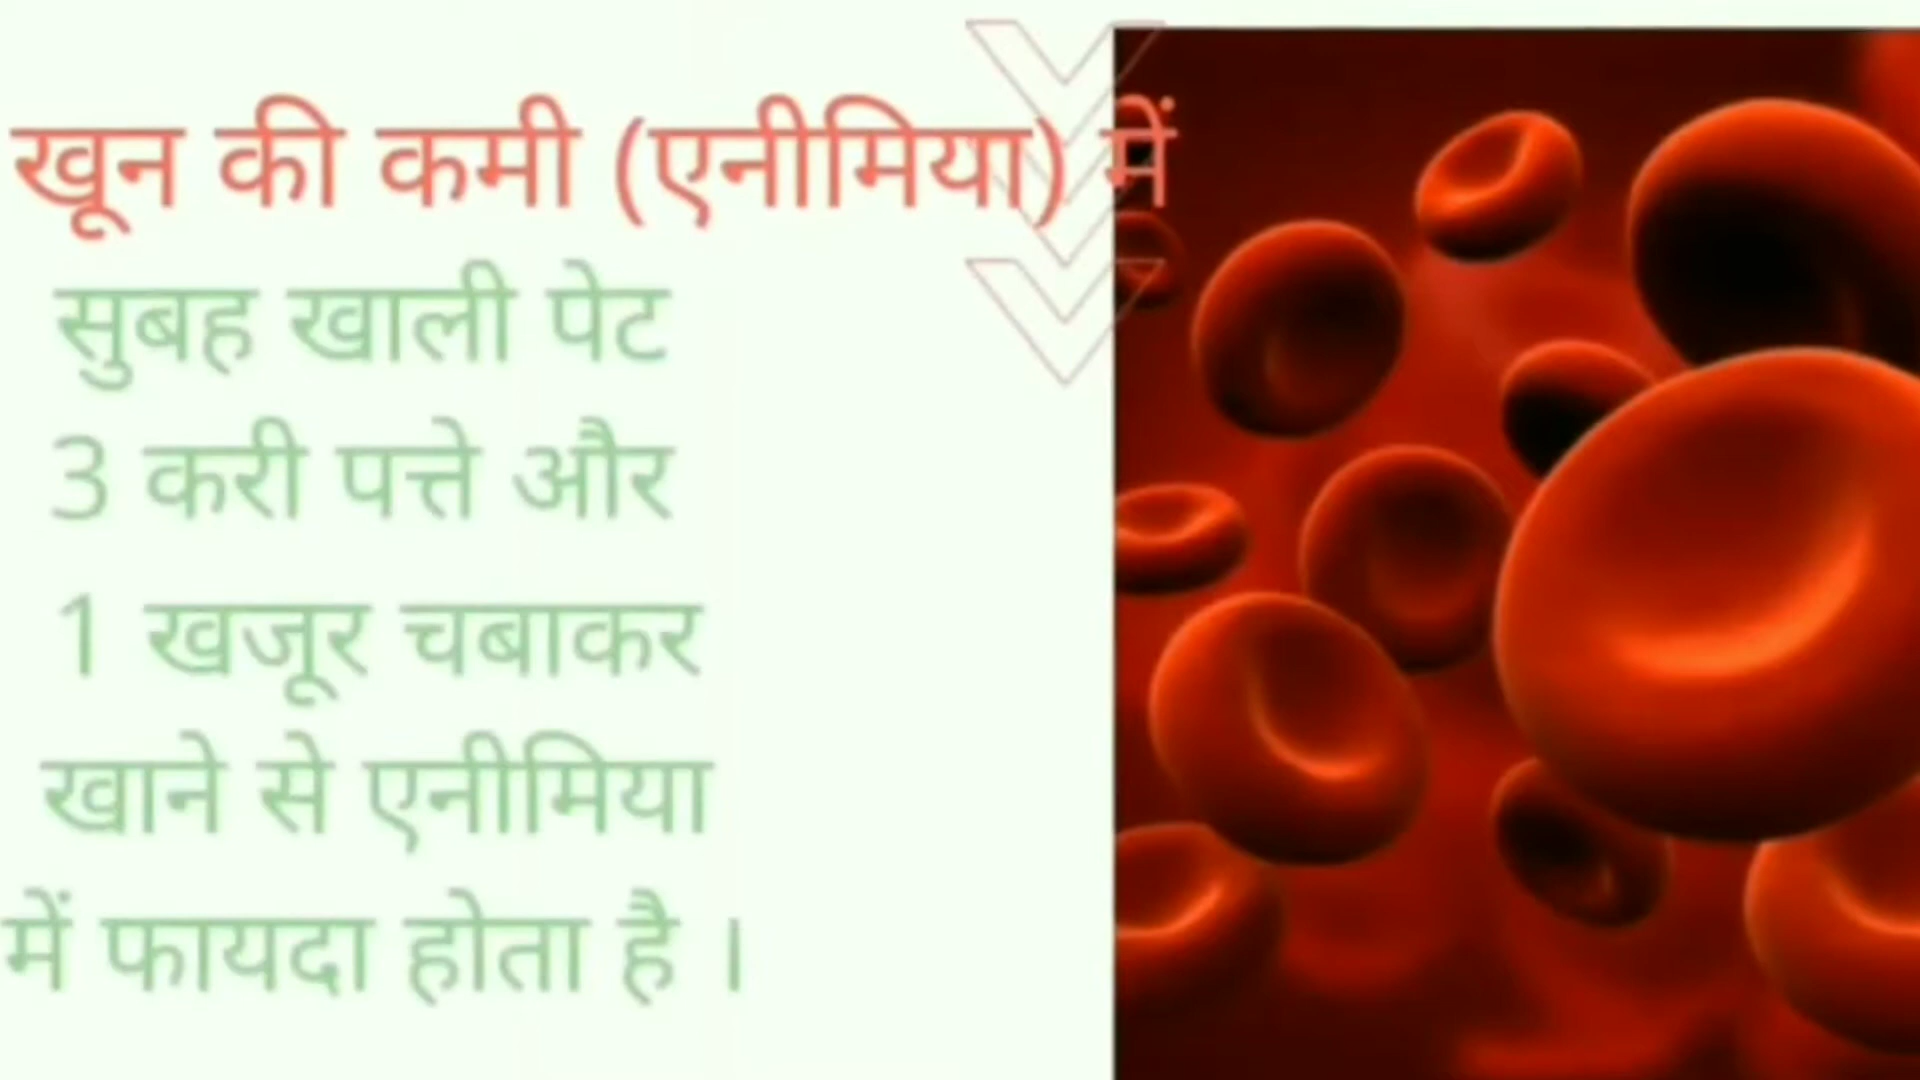 खून की कमी (एनीमिया) में
सुबह खाली पेट
3 करी पत्ते और
1 खजूर चबाकर
खाने से एनीमिया
में फायदा होता है ।